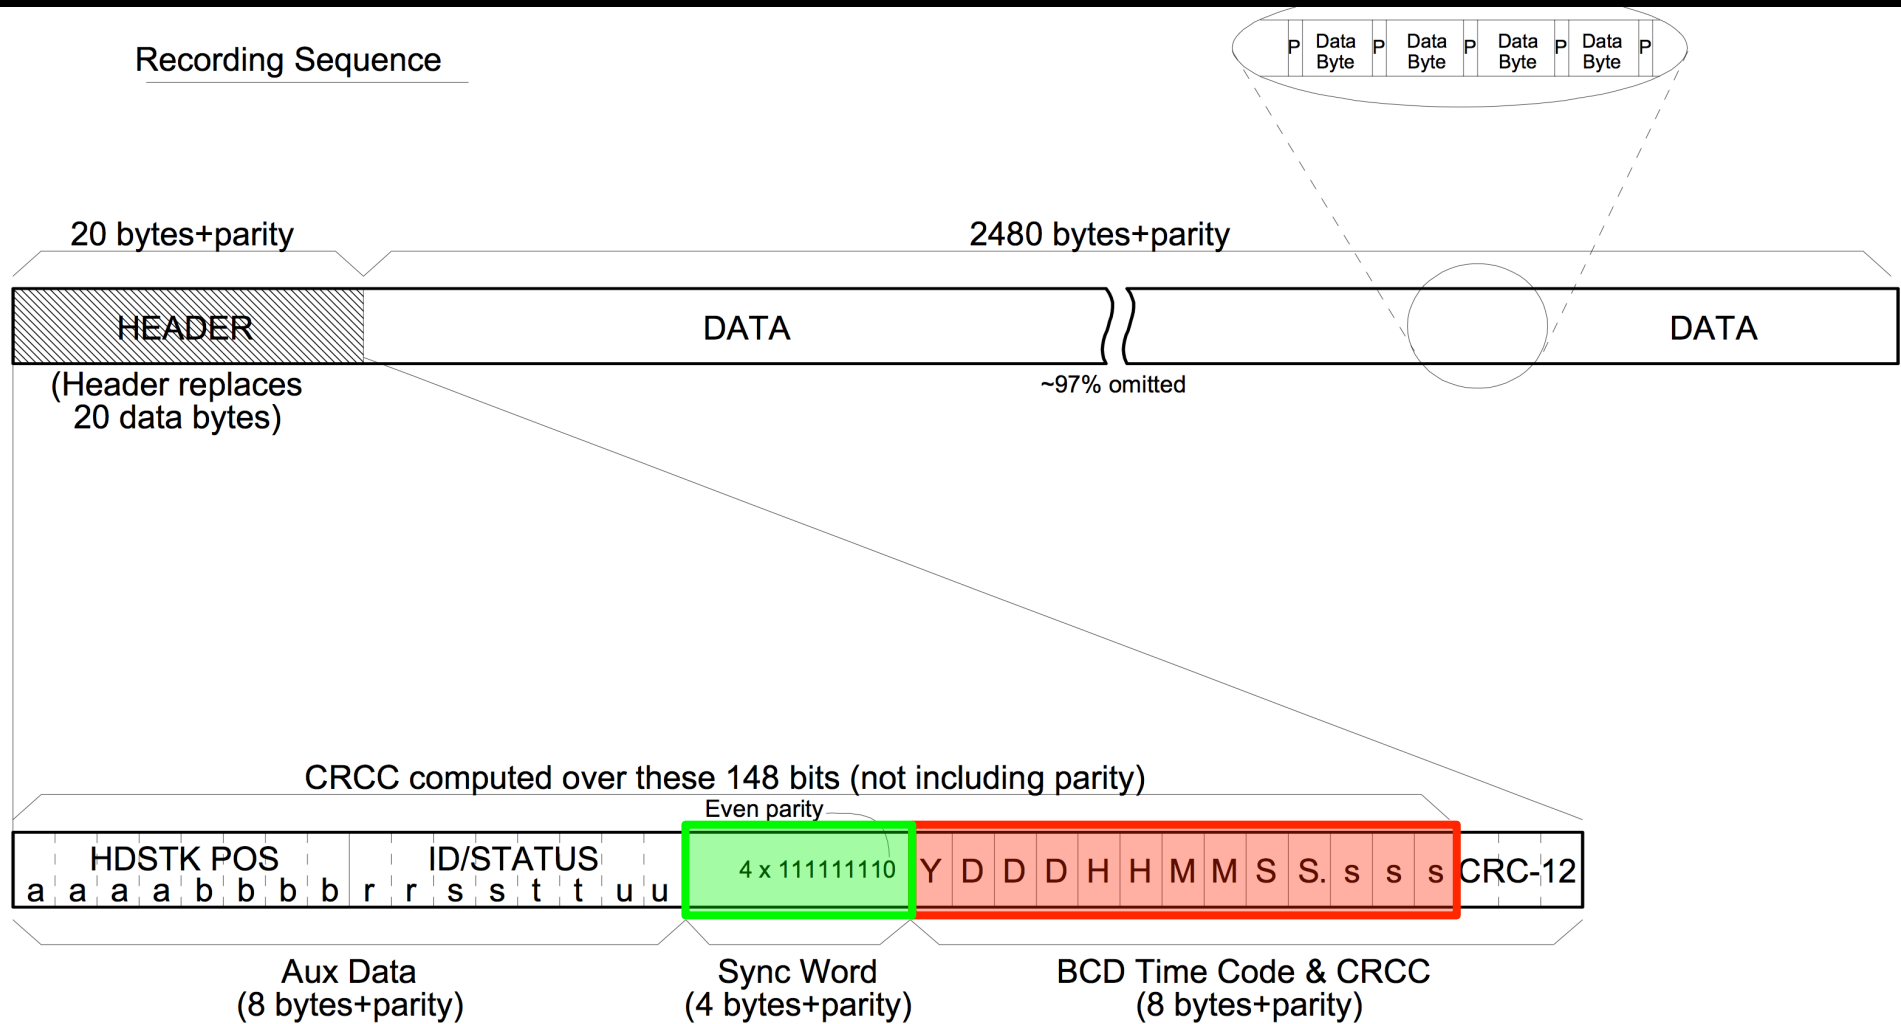 Recording Sequence
P Data Byte P Data Byte P Data Byte P Data Byte P
20 bytes+parity
2480 bytes+parity
HEADER
DATA
DATA
(Header replaces
20 data bytes)
~97% omitted
CRCC computed over these 148 bits (not including parity)
Even parity
HDSTK POS
ID/STATUS
a a a a b b b b r r s s t t u u
4 x 111111110
Y D D D H H M M S S. s s s
CRC-12
Aux Data
(8 bytes+parity)
Sync Word
(4 bytes+parity)
BCD Time Code & CRCC
(8 bytes+parity)